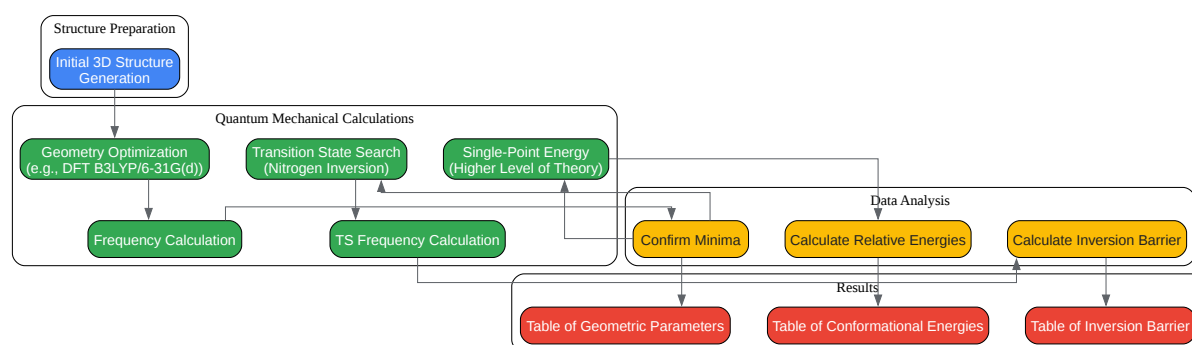 Structure Preparation
Initial 3D Structure
Generation
Quantum Mechanical Calculations
Geometry Optimization
(e.g., DFT B3LYP/6-31G(d))
Transition State Search
(Nitrogen Inversion)
Single-Point Energy
(Higher Level of Theory)
Frequency Calculation
TS Frequency Calculation
Data Analysis
Confirm Minima
Calculate Relative Energies
Calculate Inversion Barrier
Results
Table of Geometric Parameters
Table of Conformational Energies
Table of Inversion Barrier